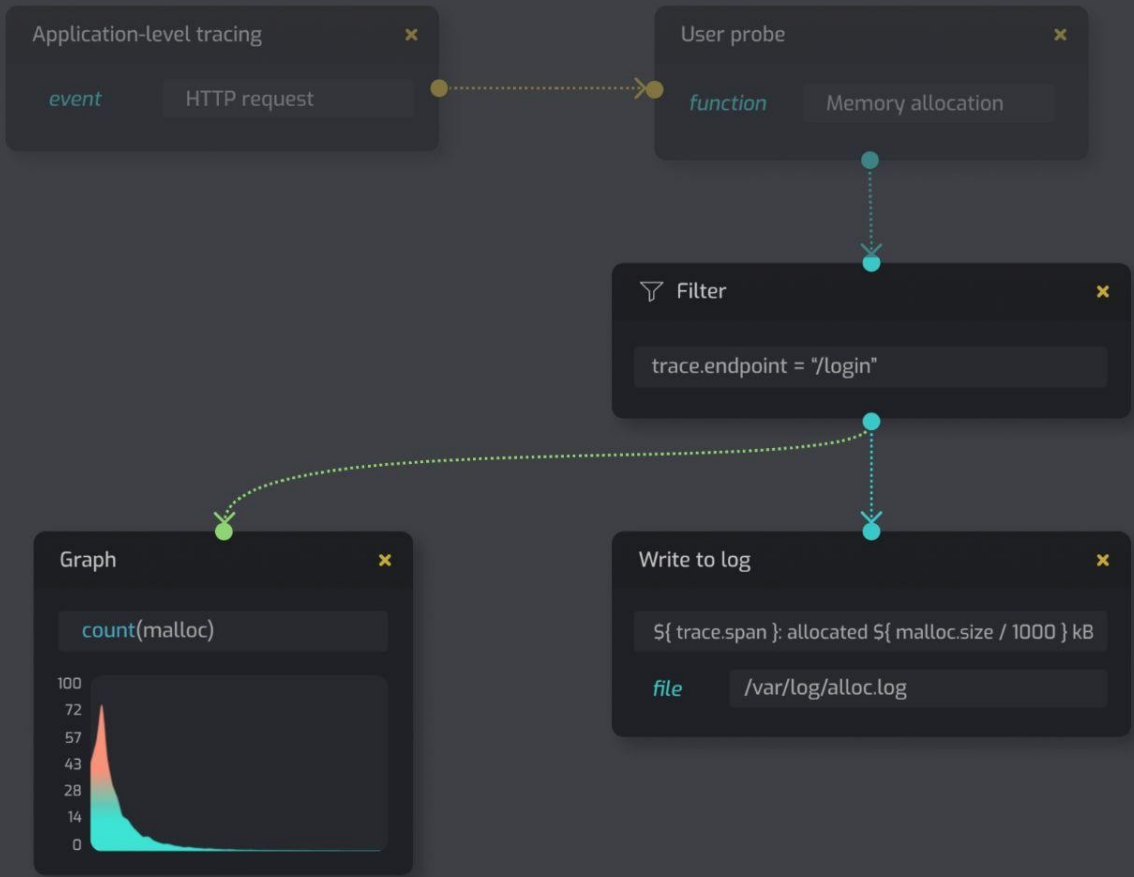 Application-level tracing
event HTTP request
User probe
function Memory allocation
Filter
trace.endpoint = “/login”
Graph
count(malloc)
100
72
57
43
28
14
0
Write to log
${ trace.span }: allocated ${ malloc.size / 1000 } kB
file /var/log/alloc.log